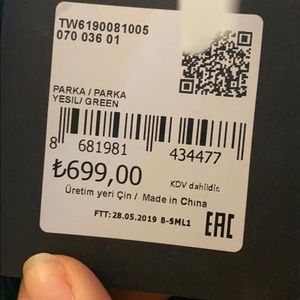 TW6190081005
070 036 01
PARKA / PARKA
YESIL/ GREEN
8 681981 434477
₺699,00
KDV dahildir.
Üretim yeri Çin / Made in China
FTT: 28.05.2019 B-SML1
EAC